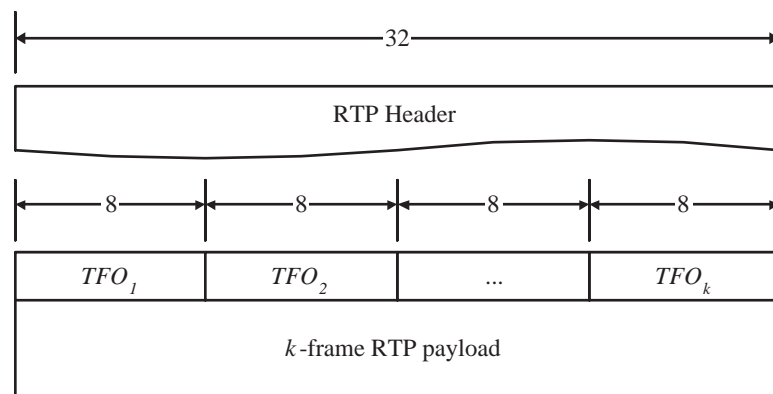 32
RTP Header
8 8 8 8
TFO1 TFO2 ... TFOk
k-frame RTP payload